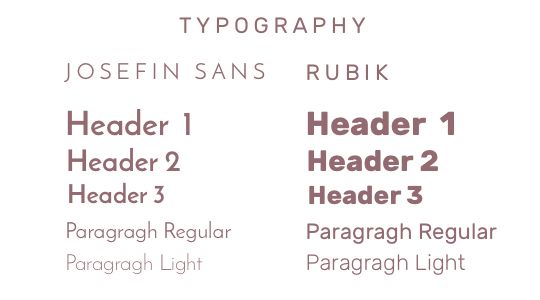 TYPOGRAPHY
JOSEFIN SANS
Header 1
Header 2
Header 3
Paragragh Regular
Paragragh Light
RUBIK
Header 1
Header 2
Header 3
Paragragh Regular
Paragragh Light